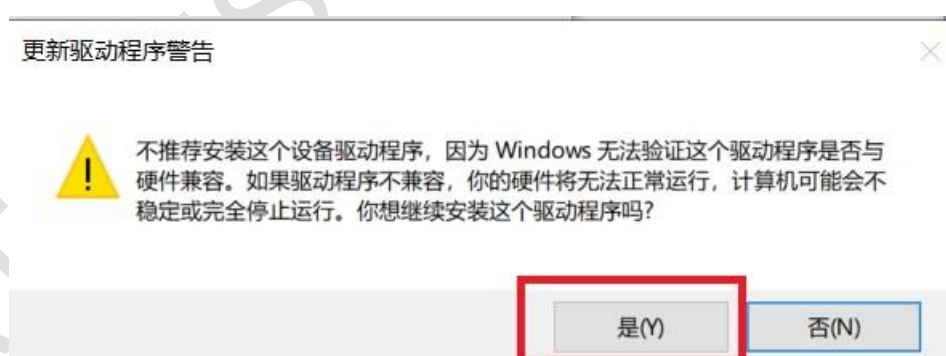 更新驱动程序警告
不推荐安装这个设备驱动程序，因为 Windows 无法验证这个驱动程序是否与
硬件兼容。如果驱动程序不兼容，你的硬件将无法正常运行，计算机可能会不
稳定或完全停止运行。你想继续安装这个驱动程序吗?
是(Y) 否(N)